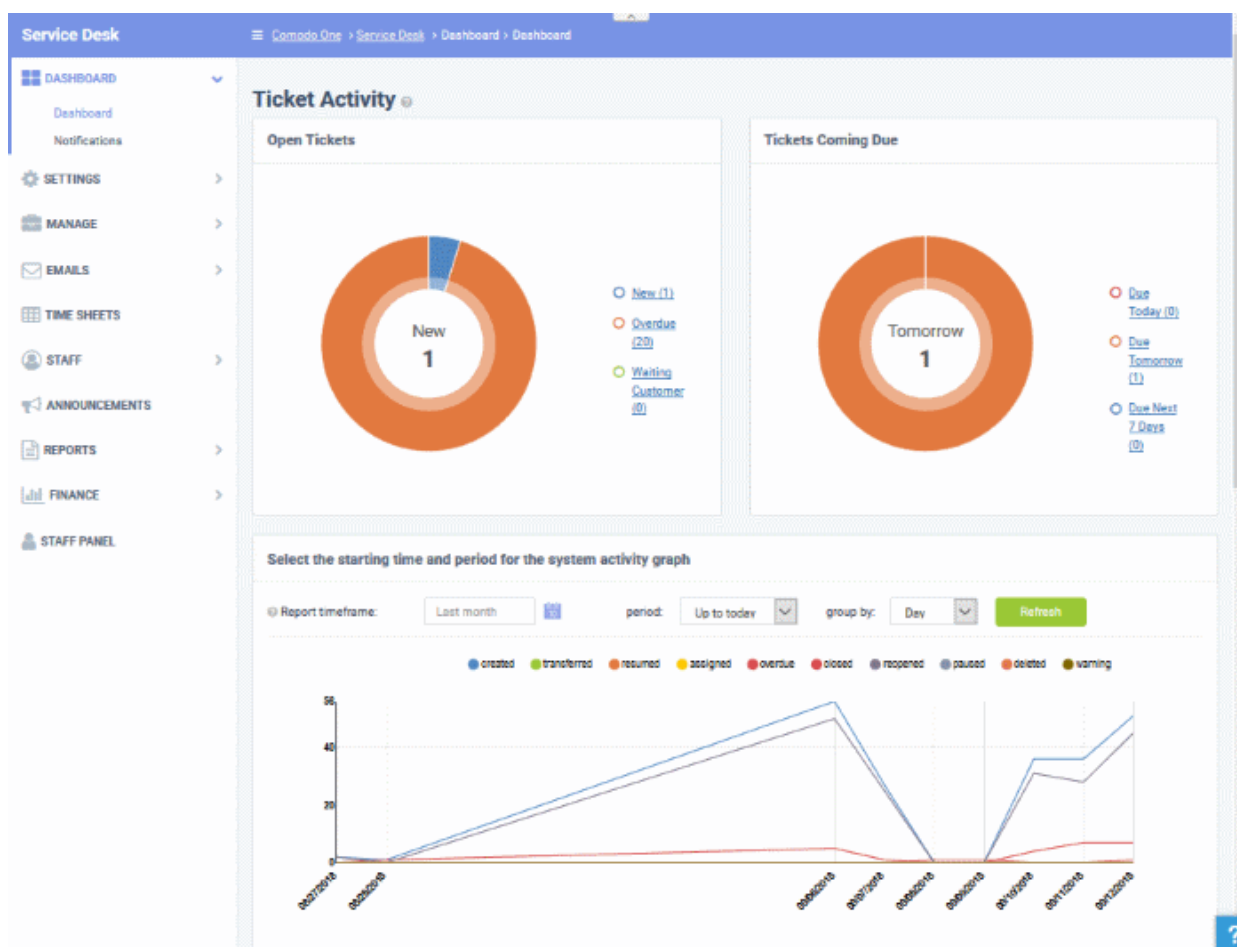 Service Desk
Comodo One > Service Desk > Dashboard > Dashboard
DASHBOARD
Dashboard
Notifications
SETTINGS
MANAGE
EMAILS
TIME SHEETS
STAFF
ANNOUNCEMENTS
REPORTS
FINANCE
STAFF PANEL
Ticket Activity
Open Tickets
New
1
New (1)
Overdue
(20)
Waiting
Customer
(0)
Tickets Coming Due
Tomorrow
1
Due
Today (0)
Due
Tomorrow
(1)
Due Next
7 Days
(0)
Select the starting time and period for the system activity graph
Report timeframe:
Last month
period:
Up to today
group by:
Day
Refresh
created transferred resumed assigned overdue closed reopened paused deleted warning
56
40
20
0
?